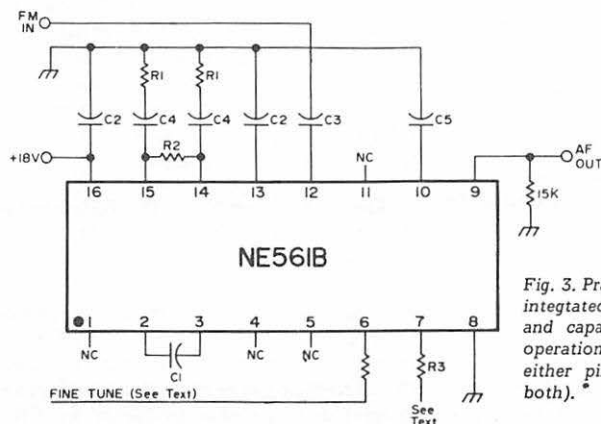 FM
IN
R1
R1
C2
C4
C4
C2
C3
C5
R2
+18V
NC
AF
OUT
16
15
14
13
12
11
10
9
15K
NE561B
1
2
3
4
5
6
7
8
NC
C1
NC
NC
R3
FINE TUNE (See Text)
See
Text
Fig. 3. Pra
integtated
and capa
operation
either pi
both).